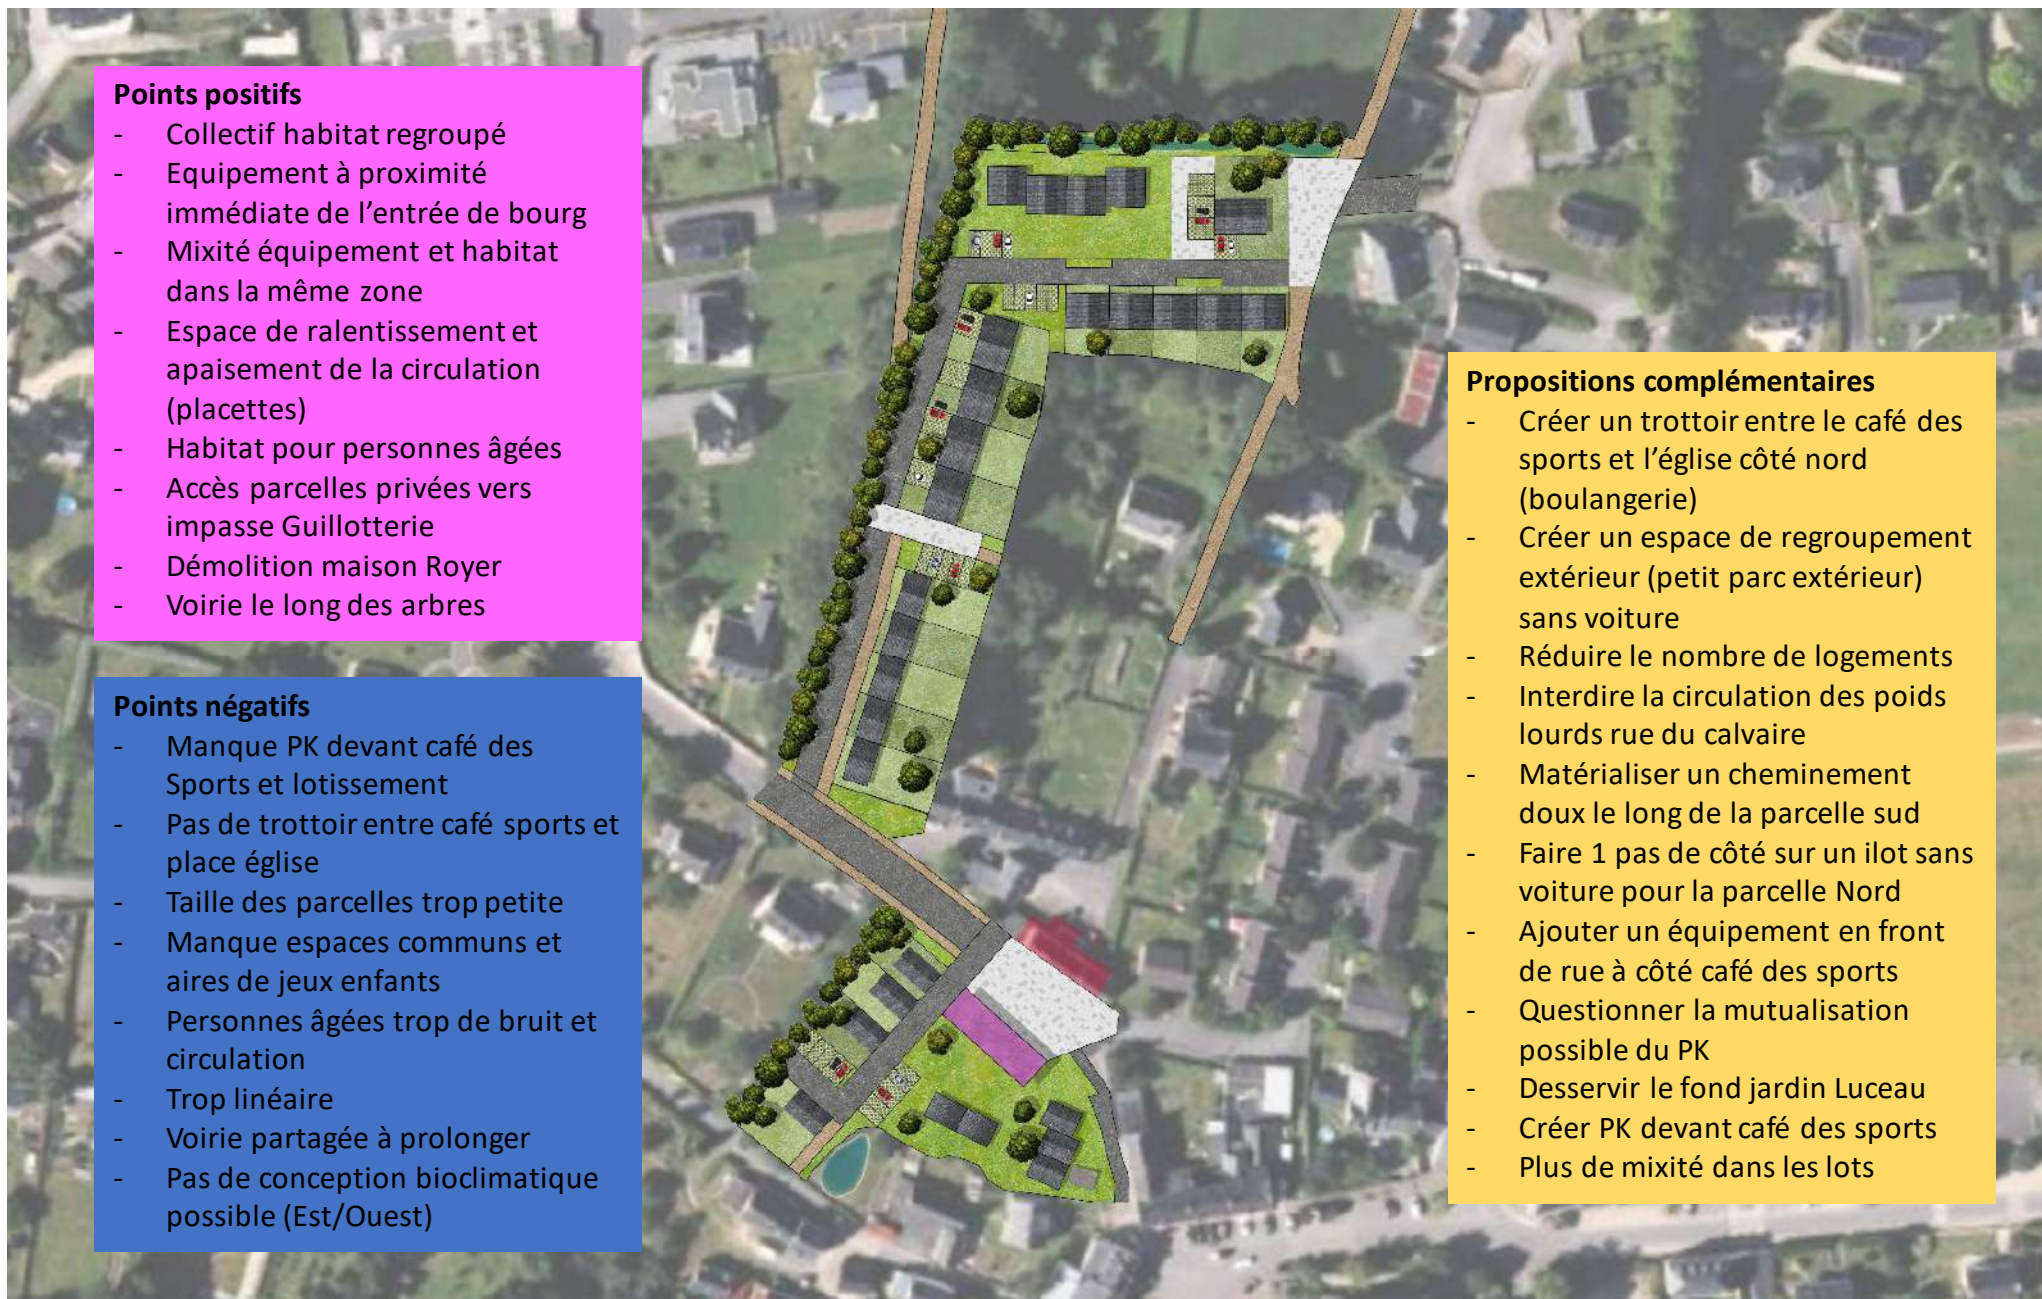 Points positifs
- Collectif habitat regroupé
- Equipement à proximité
immédiate de l'entrée de bourg
- Mixité équipement et habitat
dans la même zone
- Espace de ralentissement et
apaisement de la circulation
(placettes)
- Habitat pour personnes âgées
- Accès parcelles privées vers
impasse Guillotterie
- Démolition maison Royer
- Voirie le long des arbres
Points négatifs
- Manque PK devant café des
Sports et lotissement
- Pas de trottoir entre café sports et
place église
- Taille des parcelles trop petite
- Manque espaces communs et
aires de jeux enfants
- Personnes âgées trop de bruit et
circulation
- Trop linéaire
- Voirie partagée à prolonger
- Pas de conception bioclimatique
possible (Est/Ouest)
Propositions complémentaires
- Créer un trottoir entre le café des
sports et l'église côté nord
(boulangerie)
- Créer un espace de regroupement
extérieur (petit parc extérieur)
sans voiture
- Réduire le nombre de logements
- Interdire la circulation des poids
lourds rue du calvaire
- Matérialiser un cheminement
doux le long de la parcelle sud
- Faire 1 pas de côté sur un ilot sans
voiture pour la parcelle Nord
- Ajouter un équipement en front
de rue à côté café des sports
- Questionner la mutualisation
possible du PK
- Desservir le fond jardin Luceau
- Créer PK devant café des sports
- Plus de mixité dans les lots